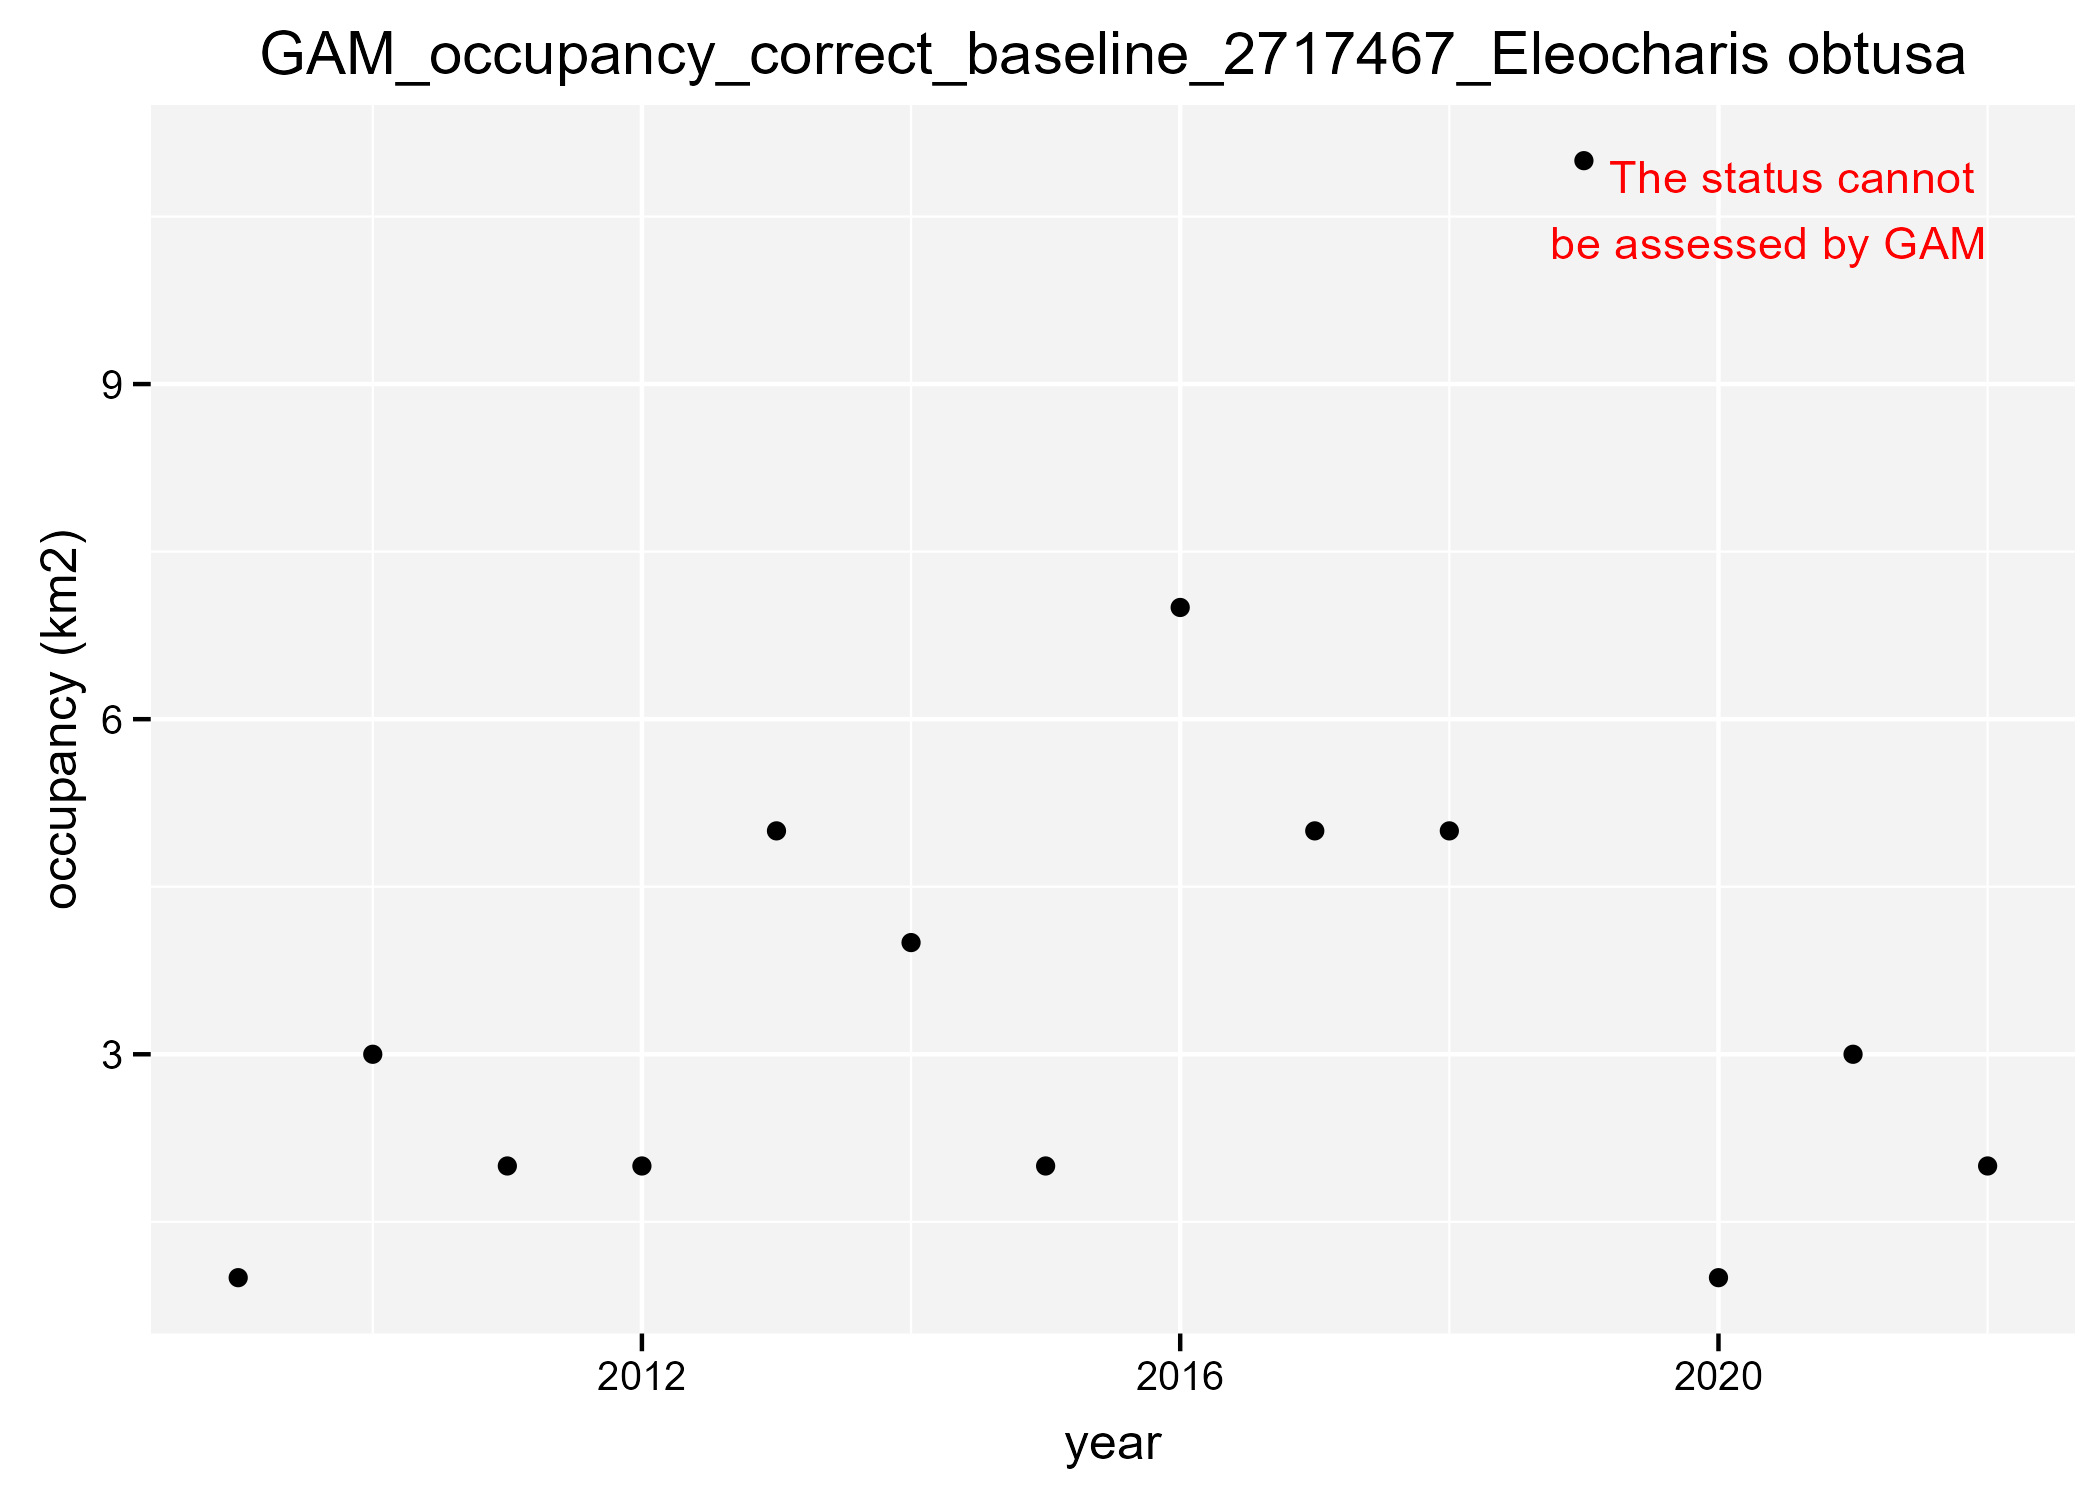 GAM_occupancy_correct_baseline_2717467_Eleocharis obtusa
The status cannot
be assessed by GAM
9
6
3
occupancy (km2)
2012
2016
2020
year